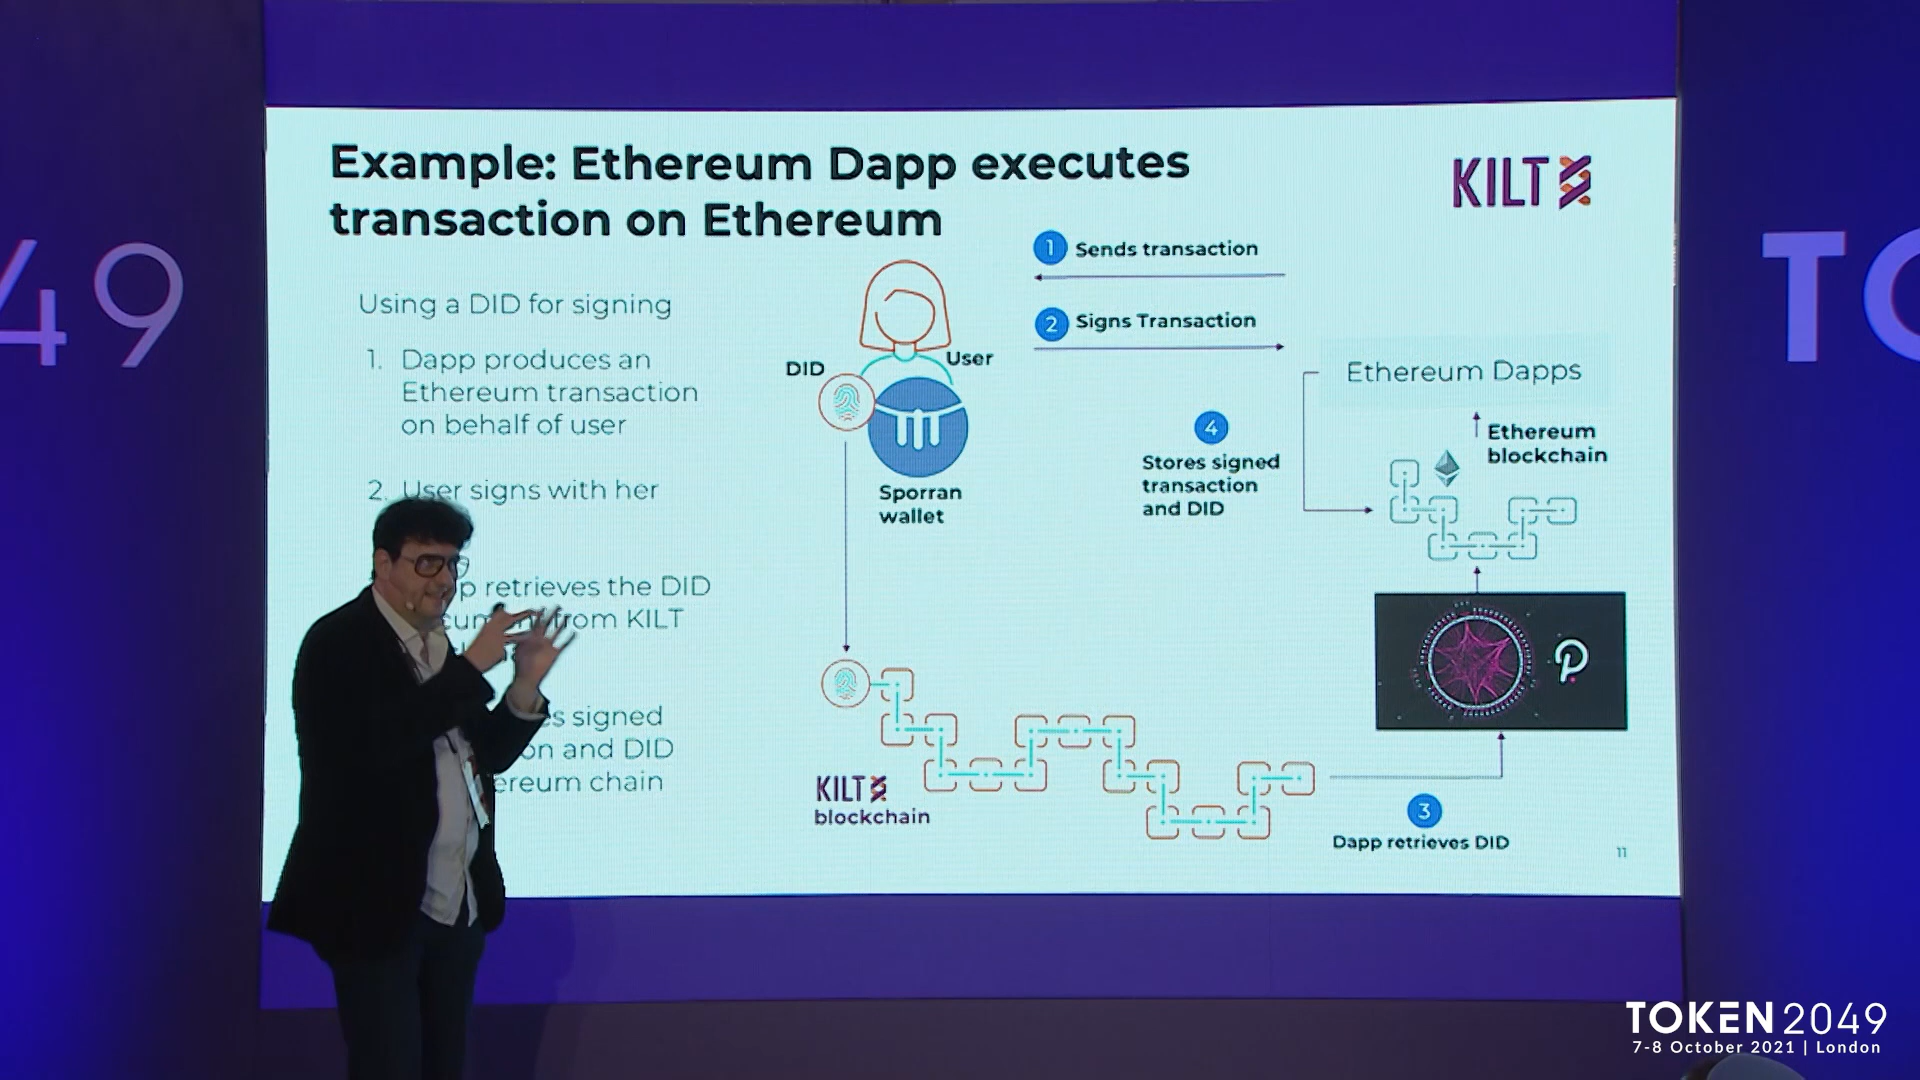 Example: Ethereum Dapp executes
transaction on Ethereum
KILT
49
TO
Using a DID for signing
1. Dapp produces an
Ethereum transaction
on behalf of user
2. User signs with her
retrieves the DID
from KILT
signed
and DID
chain
1 Sends transaction
2 Signs Transaction
DID
User
Sporran
wallet
Ethereum Dapps
4
Stores signed
transaction
and DID
Ethereum
blockchain
KILT
blockchain
3
Dapp retrieves DID
11
TOKEN2049
7-8 October 2021 | London